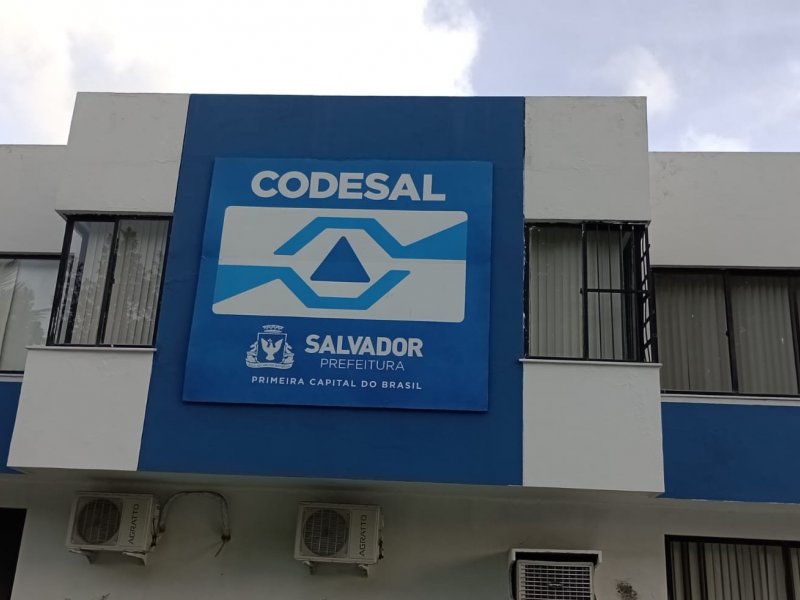 CODESAL
SALVADOR
PREFEITURA
PRIMEIRA CAPITAL DO BRASIL
AGRATTO
AGRATTO